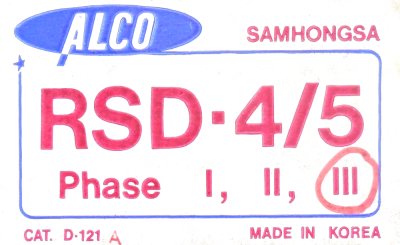 ALCO
SAMHONGSA
RSD·4/5
Phase I, II, III
CAT. D-121 A
MADE IN KOREA